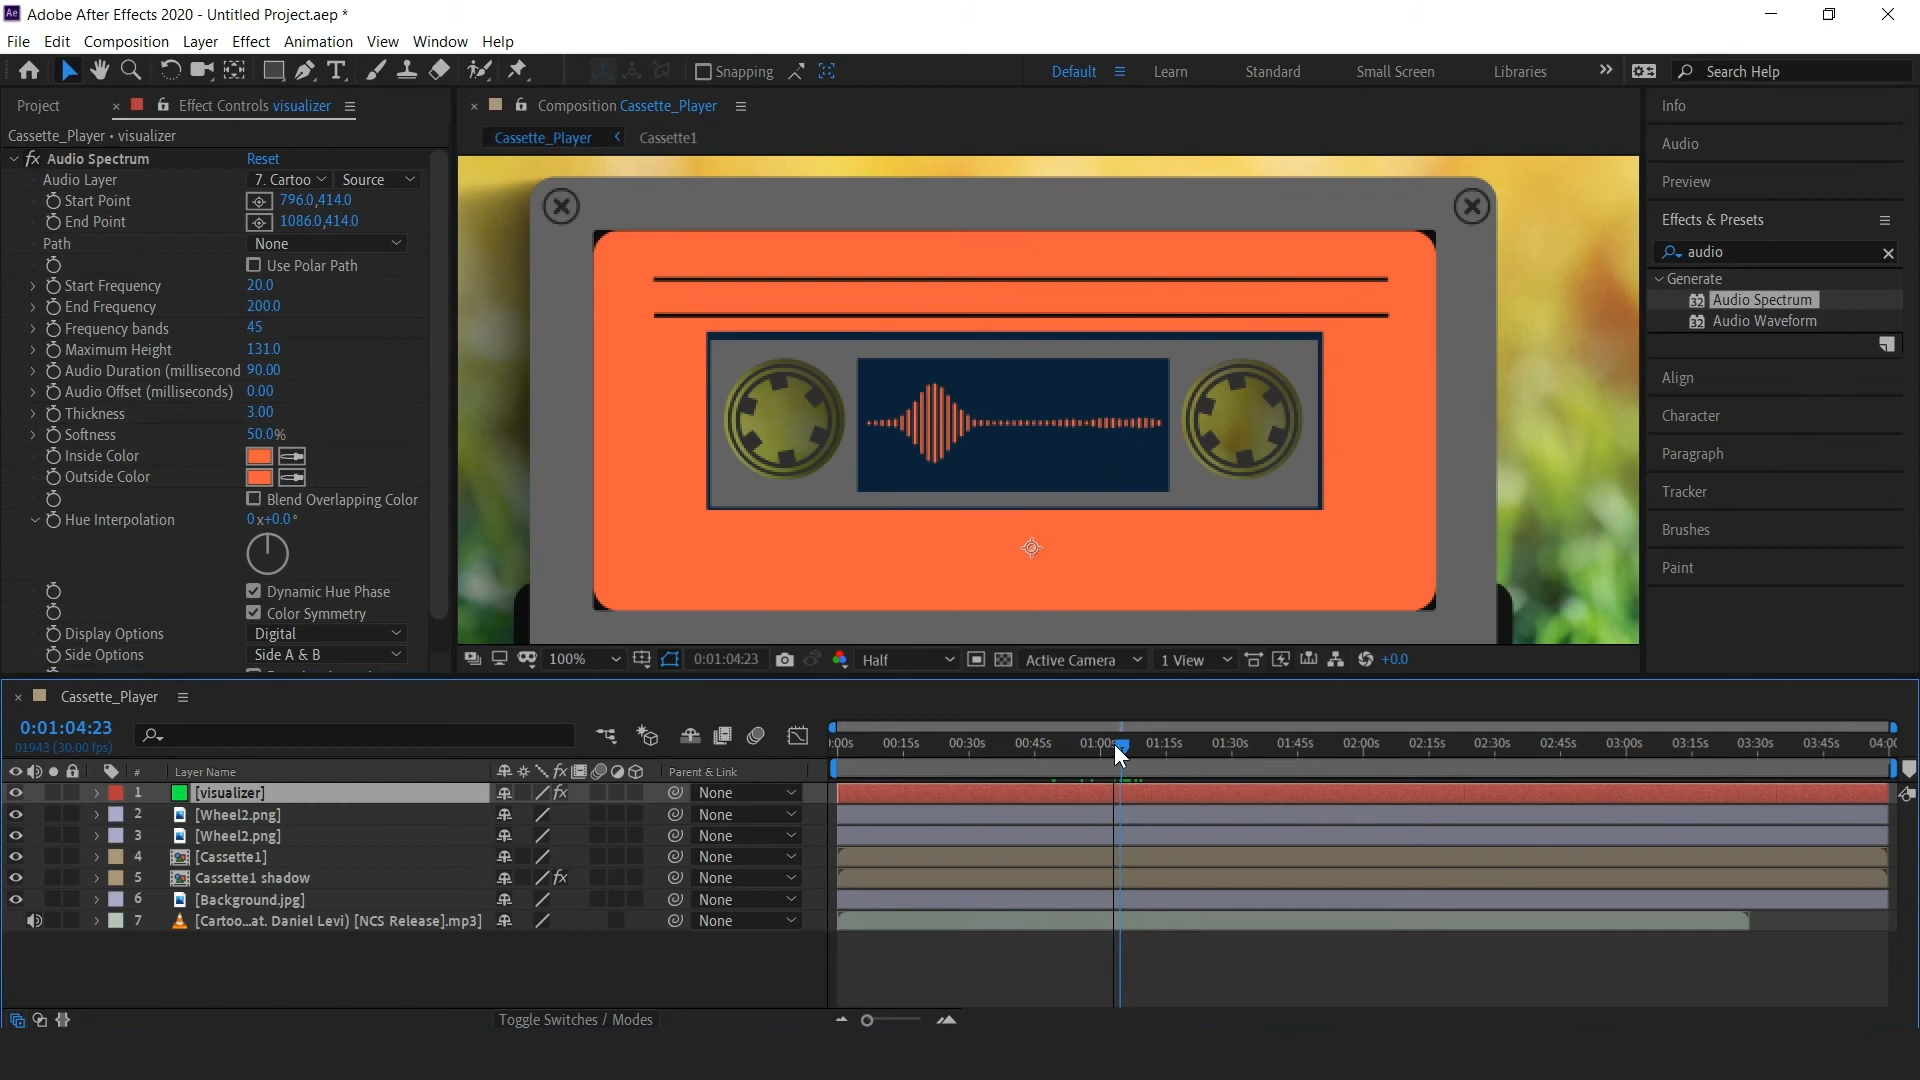 Ae Adobe After Effects 2020 - Untitled Project.aep *
File Edit Composition Layer Effect Animation View Window Help
Snapping Default Learn Standard Small Screen Libraries Search Help
Project Effect Controls visualizer
Cassette_Player • visualizer
fx Audio Spectrum Reset
Audio Layer 7. Cartoo Source
Start Point 796.0,414.0
End Point 1086.0,414.0
Path None
Use Polar Path
Start Frequency 20.0
End Frequency 200.0
Frequency bands 45
Maximum Height 131.0
Audio Duration (millisecond 90.00
Audio Offset (milliseconds) 0.00
Thickness 3.00
Softness 50.0%
Inside Color
Outside Color
Blend Overlapping Color
Hue Interpolation 0x+0.0°
Dynamic Hue Phase
Color Symmetry
Display Options Digital
Side Options Side A & B
Composition Cassette_Player
Cassette_Player Cassette1
100% 0:01:04:23 Half Active Camera 1 View +0.0
Info
Audio
Preview
Effects & Presets
audio
Generate
32 Audio Spectrum
32 Audio Waveform
Align
Character
Paragraph
Tracker
Brushes
Paint
Cassette_Player
0:01:04:23
01943 (30.00 fps)
:00s 00:15s 00:30s 00:45s 01:00s 01:15s 01:30s 01:45s 02:00s 02:15s 02:30s 02:45s 03:00s 03:15s 03:30s 03:45s 04:00
# Layer Name fx Parent & Link
1 [visualizer] fx None
2 [Wheel2.png] None
3 [Wheel2.png] None
4 [Cassette1] None
5 Cassette1 shadow fx None
6 [Background.jpg] None
7 [Cartoo...at. Daniel Levi) [NCS Release].mp3] None
Toggle Switches / Modes